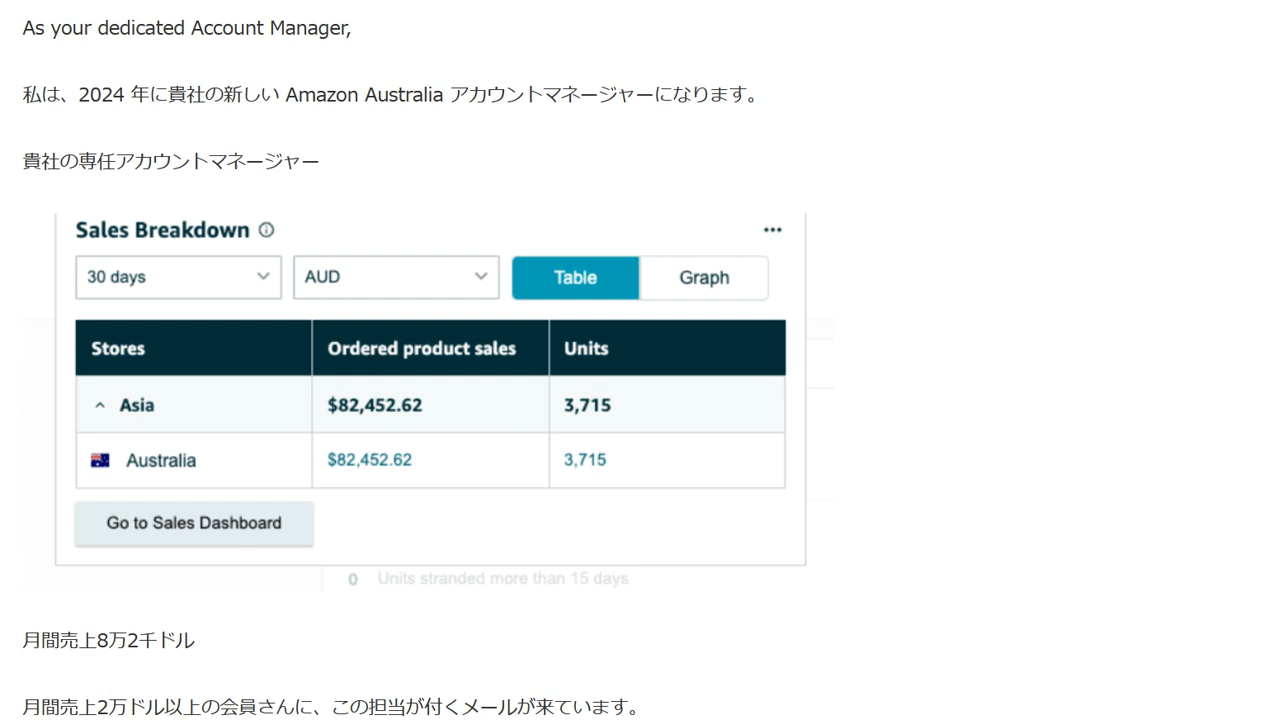 As your dedicated Account Manager,
私は、2024 年に貴社の新しい Amazon Australia アカウントマネージャーになります。
貴社の専任アカウントマネージャー
Sales Breakdown
30 days AUD Table Graph
Stores Ordered product sales Units
Asia $82,452.62 3,715
Australia $82,452.62 3,715
Go to Sales Dashboard
0 Units stranded more than 15 days
月間売上8万2千ドル
月間売上2万ドル以上の会員さんに、この担当が付くメールが来ています。